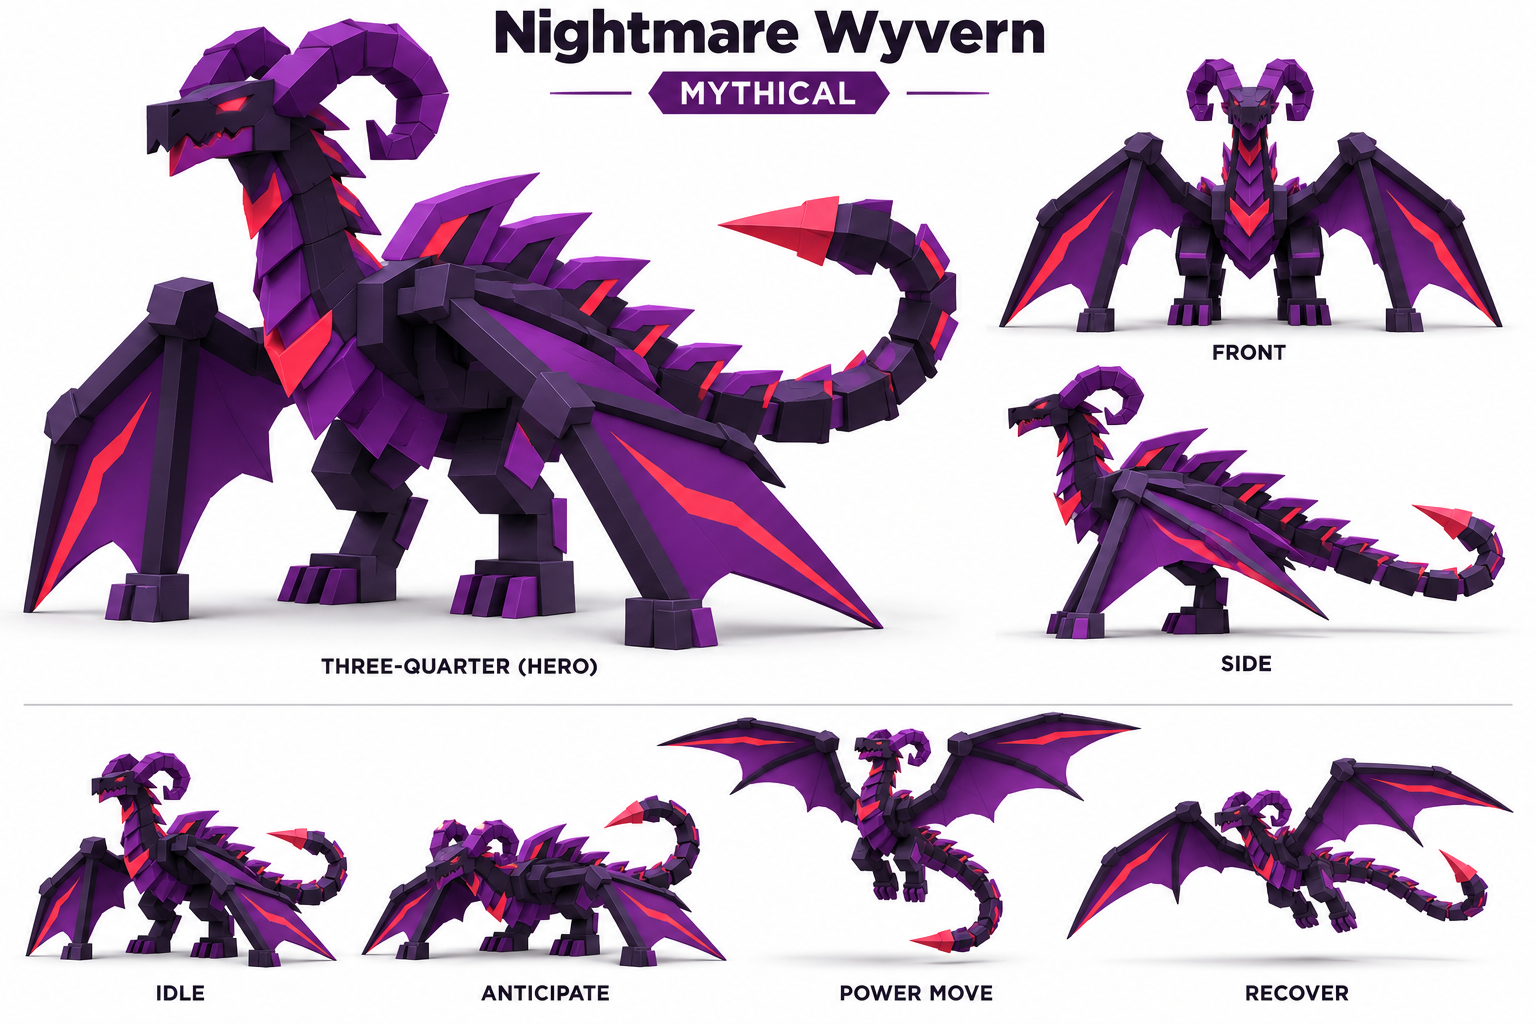 Nightmare Wyvern
MYTHICAL
FRONT
THREE-QUARTER (HERO)
SIDE
IDLE
ANTICIPATE
POWER MOVE
RECOVER